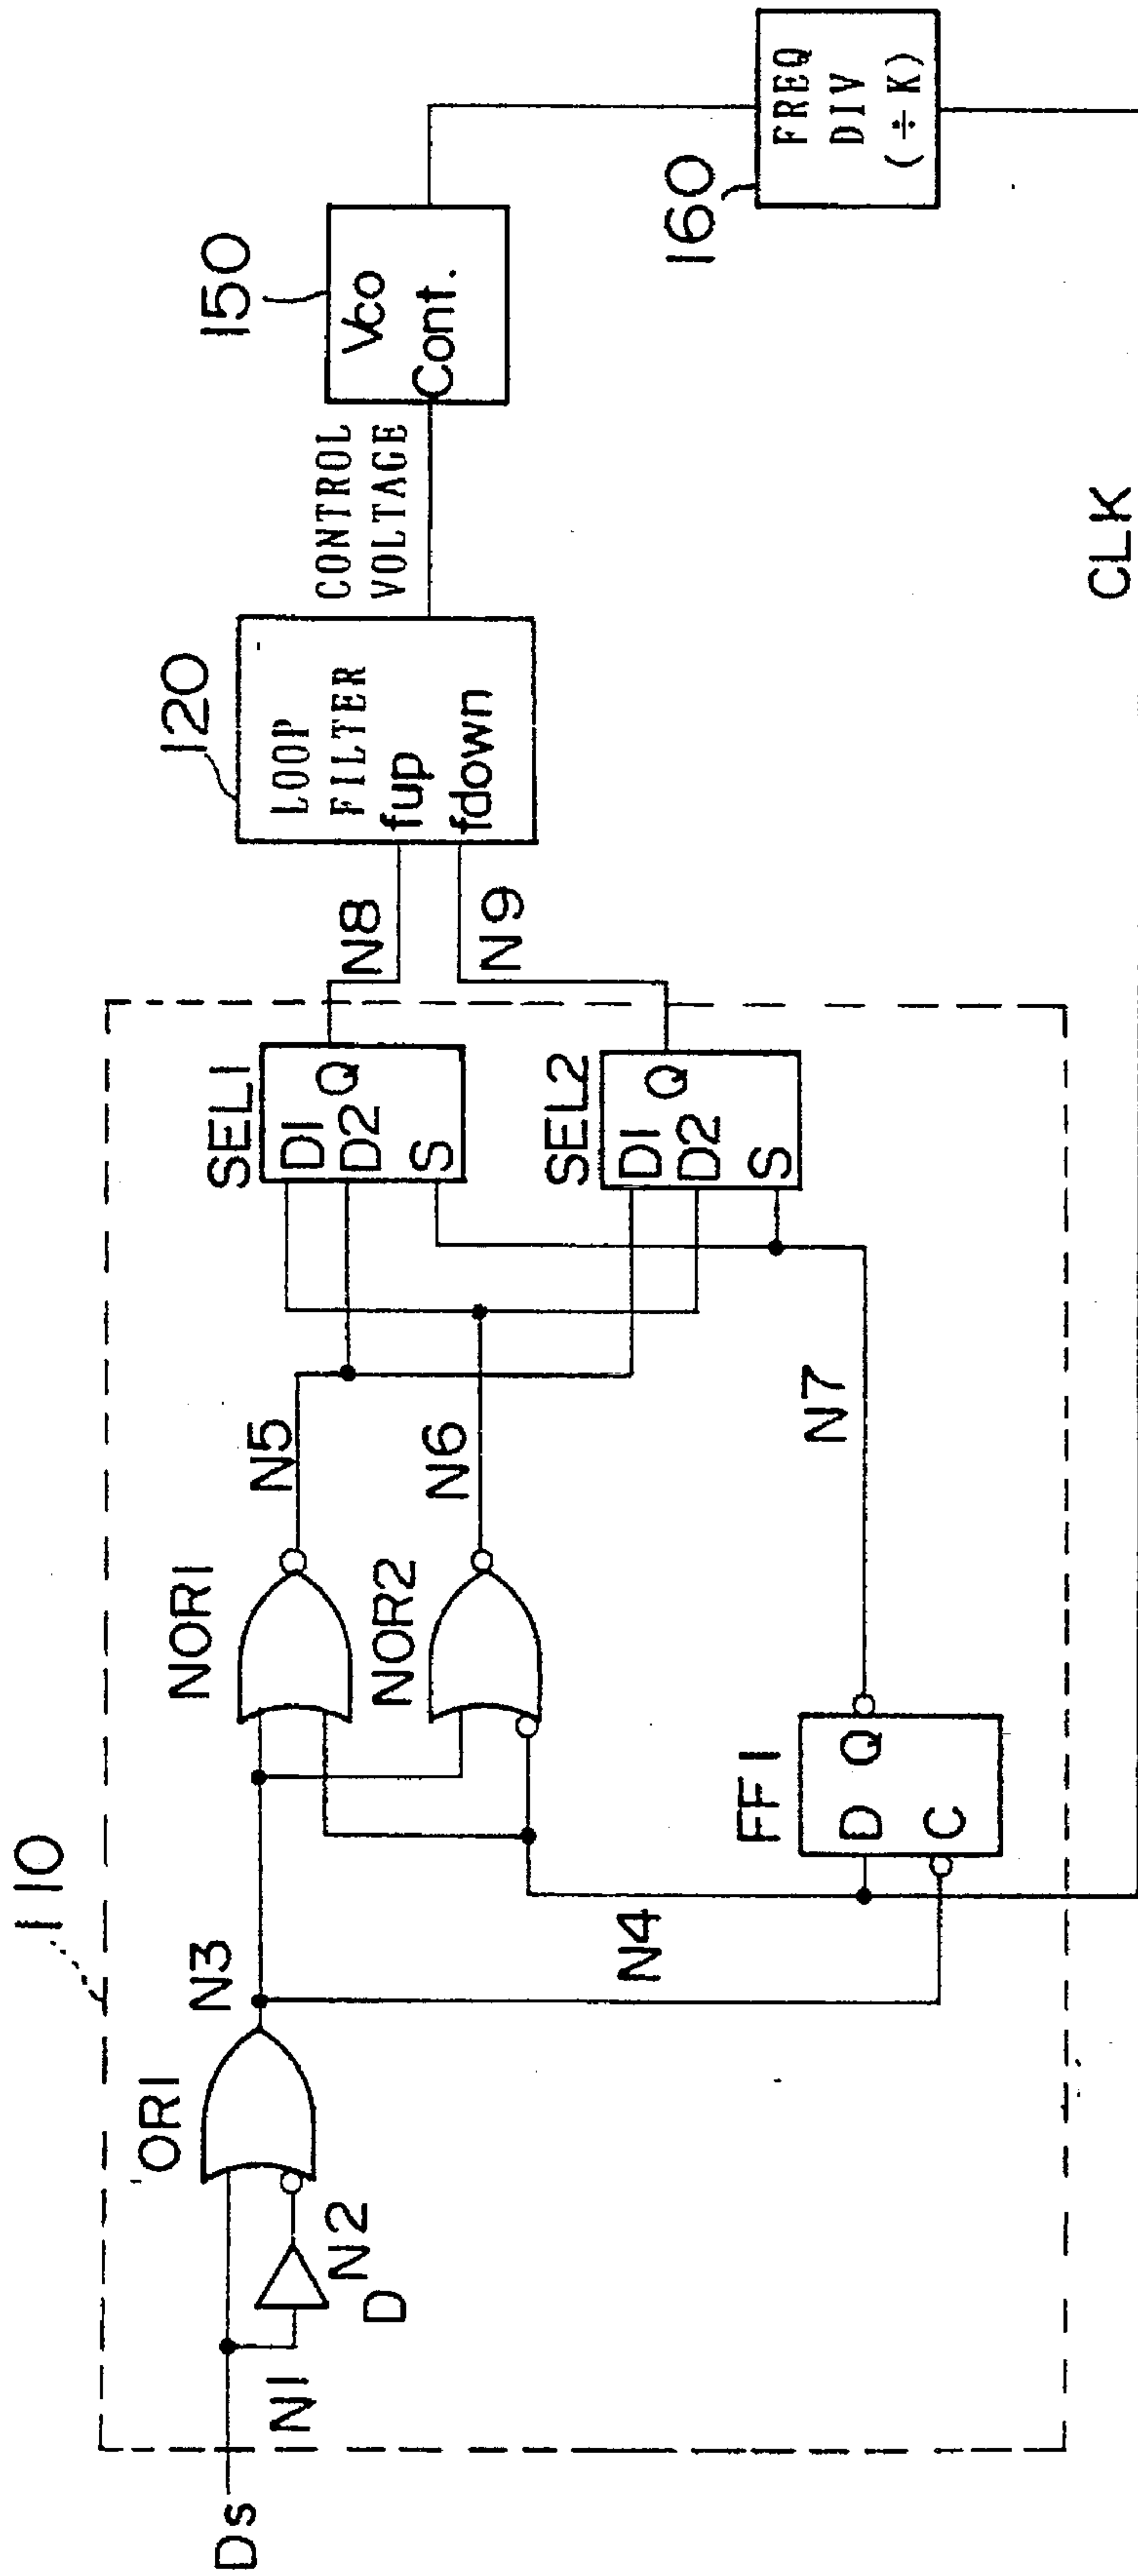 110
Ds
N1
N2
D
OR1
N3
N4
NOR1
NOR2
FF1
D Q
C
N5
N6
N7
SEL1
D1 Q
D2
S
SEL2
D1 Q
D2
S
N8
N9
120
LOOP
FILTER
fup
fdown
CONTROL
VOLTAGE
150
Vco
Cont.
160
FREQ
DIV
(÷K)
CLK